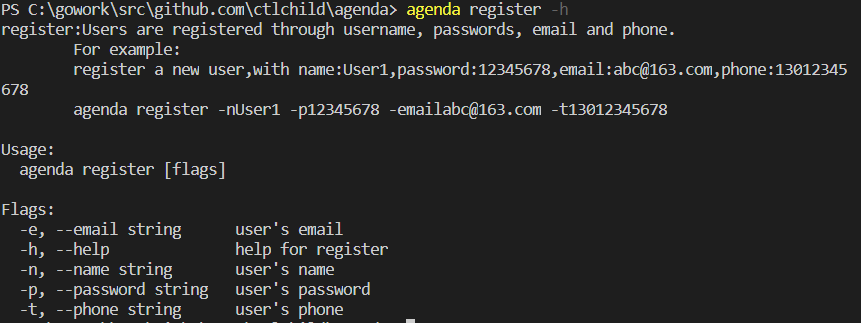 PS C:\gowork\src\github.com\ctlchild\agenda> agenda register -h
register:Users are registered through username, passwords, email and phone.
For example:
register a new user,with name:User1,password:12345678,email:abc@163.com,phone:13012345
678
agenda register -nUser1 -p12345678 -emailabc@163.com -t13012345678
Usage:
agenda register [flags]
Flags:
-e, --email string user's email
-h, --help help for register
-n, --name string user's name
-p, --password string user's password
-t, --phone string user's phone